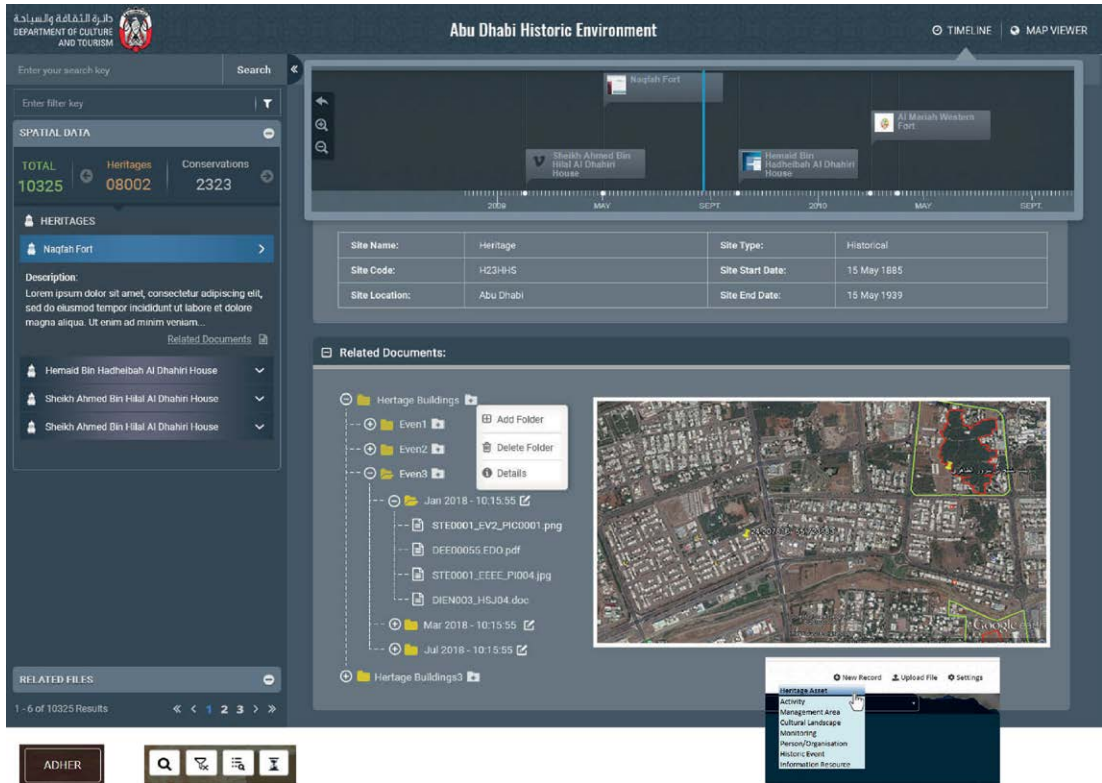 دائرة الثقافة والسياحة
DEPARTMENT OF CULTURE
AND TOURISM
Abu Dhabi Historic Environment
TIMELINE
MAP VIEWER
Enter your search key
Search
Enter filter key
SPATIAL DATA
TOTAL
10325
Heritages
08002
Conservations
2323
HERITAGES
Naqfah Fort
Description:
Lorem ipsum dolor sit amet, consectetur adipiscing elit,
sed do eiusmod tempor incididunt ut labore et dolore
magna aliqua. Ut enim ad minim veniam...
Related Documents
Hemaid Bin Hadhelbah Al Dhahiri House
Sheikh Ahmed Bin Hilal Al Dhahiri House
Sheikh Ahmed Bin Hilal Al Dhahiri House
RELATED FILES
1 - 6 of 10325 Results
« < 1 2 3 > »
Naqfah Fort
Al Mariah Western
Fort
Sheikh Ahmed Bin
Hilal Al Dhahiri
House
Hemaid Bin
Hadhelbah Al Dhahiri
House
2009
MAY
SEPT.
2010
MAY
SEPT.
Site Name:
Heritage
Site Type:
Historical
Site Code:
H23HHS
Site Start Date:
15 May 1885
Site Location:
Abu Dhabi
Site End Date:
15 May 1939
Related Documents:
Hertage Buildings
Even1
Even2
Even3
Add Folder
Delete Folder
Details
Jan 2018 - 10:15:55
STE0001_EV2_PIC0001.png
DEE00055.EDO.pdf
STE0001_EEEE_PI004.jpg
DIEN003_HSJ04.doc
Mar 2018 - 10:15:55
Jul 2018 - 10:15:55
Hertage Buildings3
Google
New Record
Upload File
Settings
Heritage Asset
Activity
Management Area
Cultural Landscape
Monitoring
Person/Organisation
Historic Event
Information Resource
ADHER